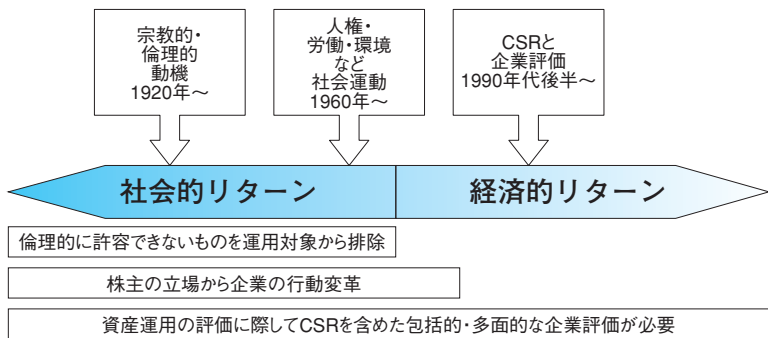 宗教的・
倫理的
動機
1920年～
人権・
労働・環境
など
社会運動
1960年～
CSRと
企業評価
1990年代後半～
社会的リターン
経済的リターン
倫理的に許容できないものを運用対象から排除
株主の立場から企業の行動変革
資産運用の評価に際してCSRを含めた包括的・多面的な企業評価が必要